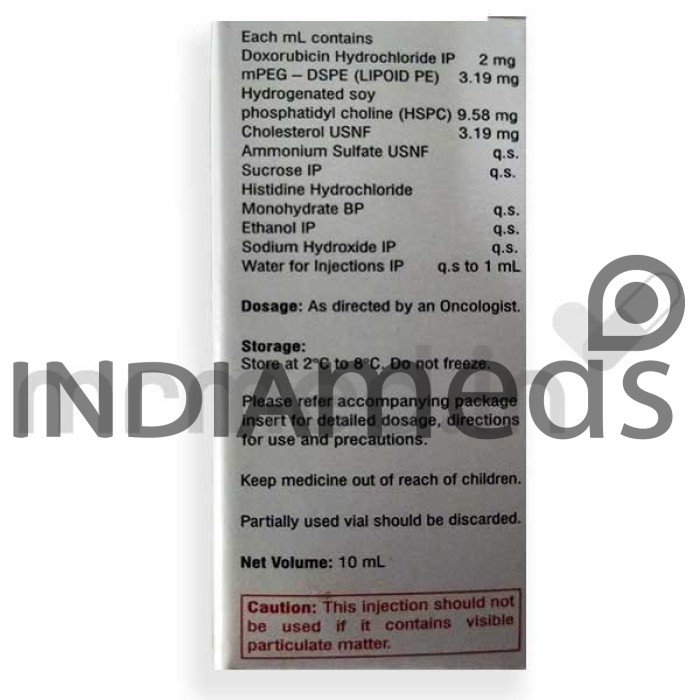 Each mL contains
Doxorubicin Hydrochloride IP 2 mg
mPEG – DSPE (LIPOID PE) 3.19 mg
Hydrogenated soy
phosphatidyl choline (HSPC) 9.58 mg
Cholesterol USNF 3.19 mg
Ammonium Sulfate USNF q.s.
Sucrose IP q.s.
Histidine Hydrochloride
Monohydrate BP q.s.
Ethanol IP q.s.
Sodium Hydroxide IP q.s.
Water for Injections IP q.s to 1 mL
Dosage: As directed by an Oncologist.
Storage:
Store at 2°C to 8°C. Do not freeze.
INDIAmeds
Please refer accompanying package
insert for detailed dosage, directions
for use and precautions.
Keep medicine out of reach of children.
Partially used vial should be discarded.
Net Volume: 10 mL
Caution: This injection should not
be used if it contains visible
particulate matter.